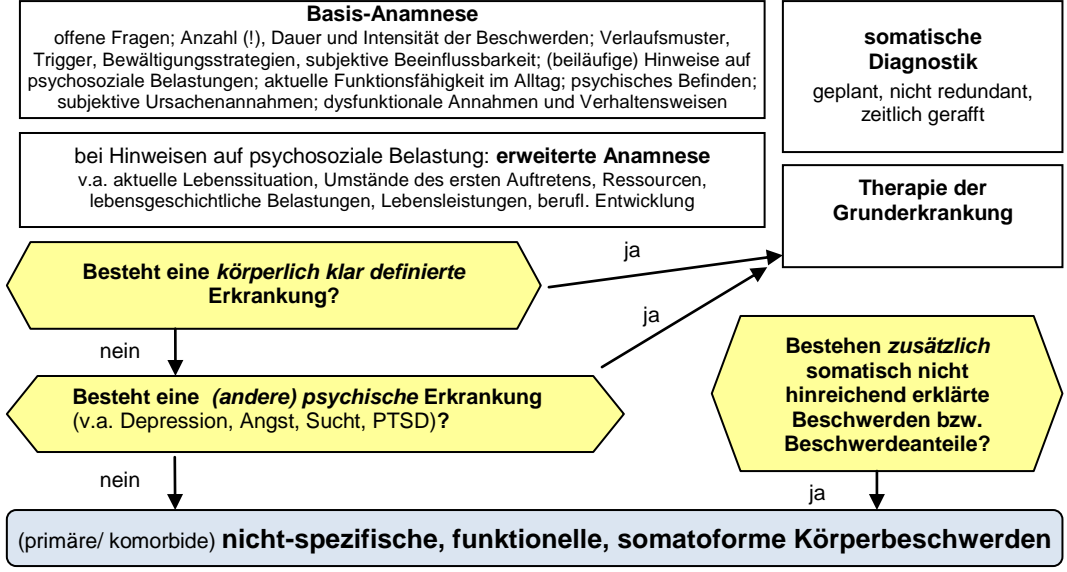 Basis-Anamnese
offene Fragen; Anzahl (!), Dauer und Intensität der Beschwerden; Verlaufsmuster,
Trigger, Bewältigungsstrategien, subjektive Beeinflussbarkeit; (beiläufige) Hinweise auf
psychosoziale Belastungen; aktuelle Funktionsfähigkeit im Alltag; psychisches Befinden;
subjektive Ursachenannahmen; dysfunktionale Annahmen und Verhaltensweisen
somatische
Diagnostik
geplant, nicht redundant,
zeitlich gerafft
bei Hinweisen auf psychosoziale Belastung: erweiterte Anamnese
v.a. aktuelle Lebenssituation, Umstände des ersten Auftretens, Ressourcen,
lebensgeschichtliche Belastungen, Lebensleistungen, berufl. Entwicklung
Therapie der
Grunderkrankung
Besteht eine körperlich klar definierte
Erkrankung?
ja
ja
nein
Besteht eine (andere) psychische Erkrankung
(v.a. Depression, Angst, Sucht, PTSD)?
Bestehen zusätzlich
somatisch nicht
hinreichend erklärte
Beschwerden bzw.
Beschwerdeanteile?
nein
ja
(primäre/ komorbide) nicht-spezifische, funktionelle, somatoforme Körperbeschwerden